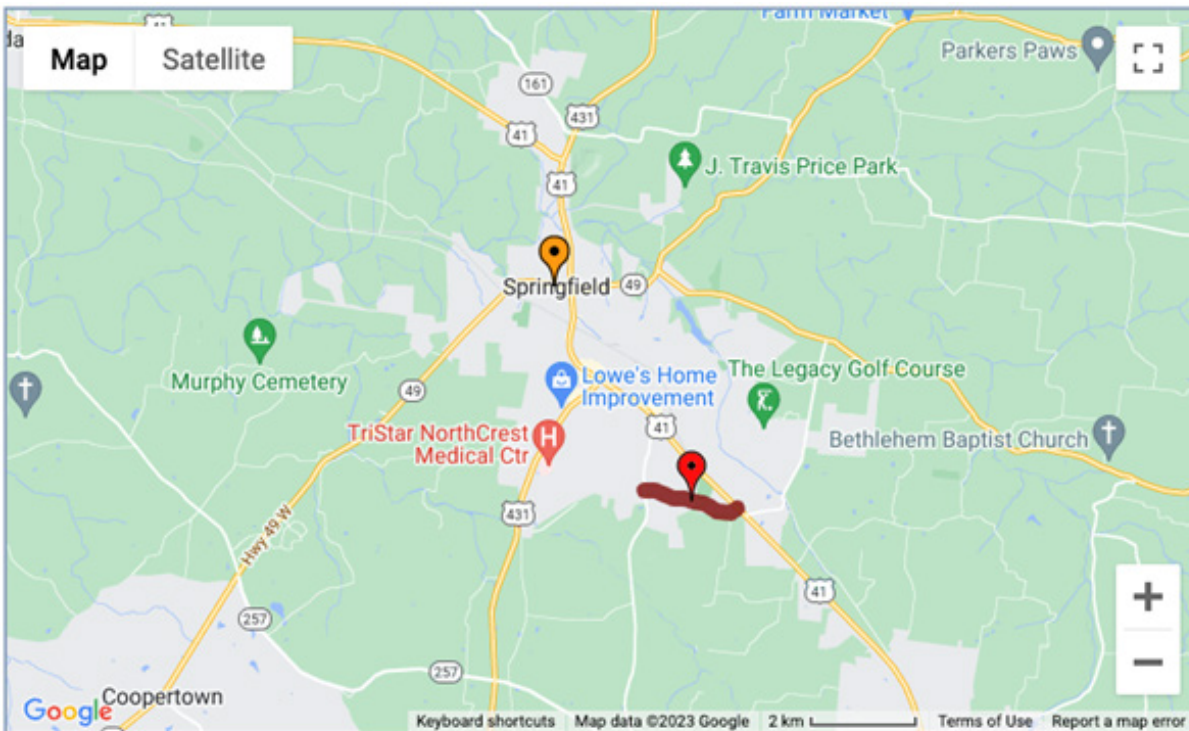 41
da
Map
Satellite
Farm Market
Parkers Paws
161
431
41
J. Travis Price Park
41
Springfield
49
Murphy Cemetery
49
Lowe's Home
Improvement
The Legacy Golf Course
TriStar NorthCrest
Medical Ctr
41
Bethlehem Baptist Church
431
Hwy 49 W
41
257
257
Coopertown
Google
Keyboard shortcuts
Map data ©2023 Google
2 km
Terms of Use
Report a map error